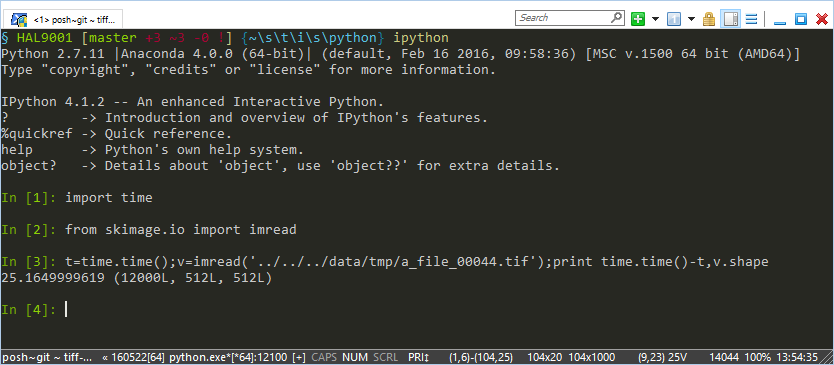 <1> posh~git ~ tiff...
Search
§ HAL9001 [master +3 ~3 -0 !] {~\s\t\i\s\python} ipython
Python 2.7.11 |Anaconda 4.0.0 (64-bit)| (default, Feb 16 2016, 09:58:36) [MSC v.1500 64 bit (AMD64)]
Type "copyright", "credits" or "license" for more information.
IPython 4.1.2 -- An enhanced Interactive Python.
?         -> Introduction and overview of IPython's features.
%quickref -> Quick reference.
help      -> Python's own help system.
object?   -> Details about 'object', use 'object??' for extra details.
In [1]: import time
In [2]: from skimage.io import imread
In [3]: t=time.time();v=imread('../../../data/tmp/a_file_00044.tif');print time.time()-t,v.shape
25.1649999619 (12000L, 512L, 512L)
In [4]:
posh~git ~ tiff-... « 160522[64] python.exe*[*64]:12100 [+] CAPS NUM SCRL PRI↕ (1,6)-(104,25) 104x20 104x1000 (9,23) 25V 14044 100% 13:54:35